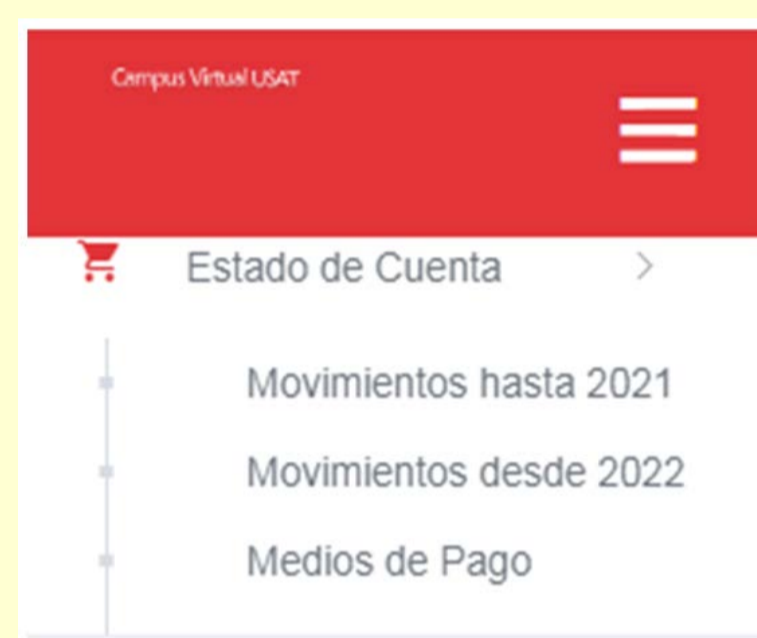 Campus Virtual USAT
Estado de Cuenta
Movimientos hasta 2021
Movimientos desde 2022
Medios de Pago